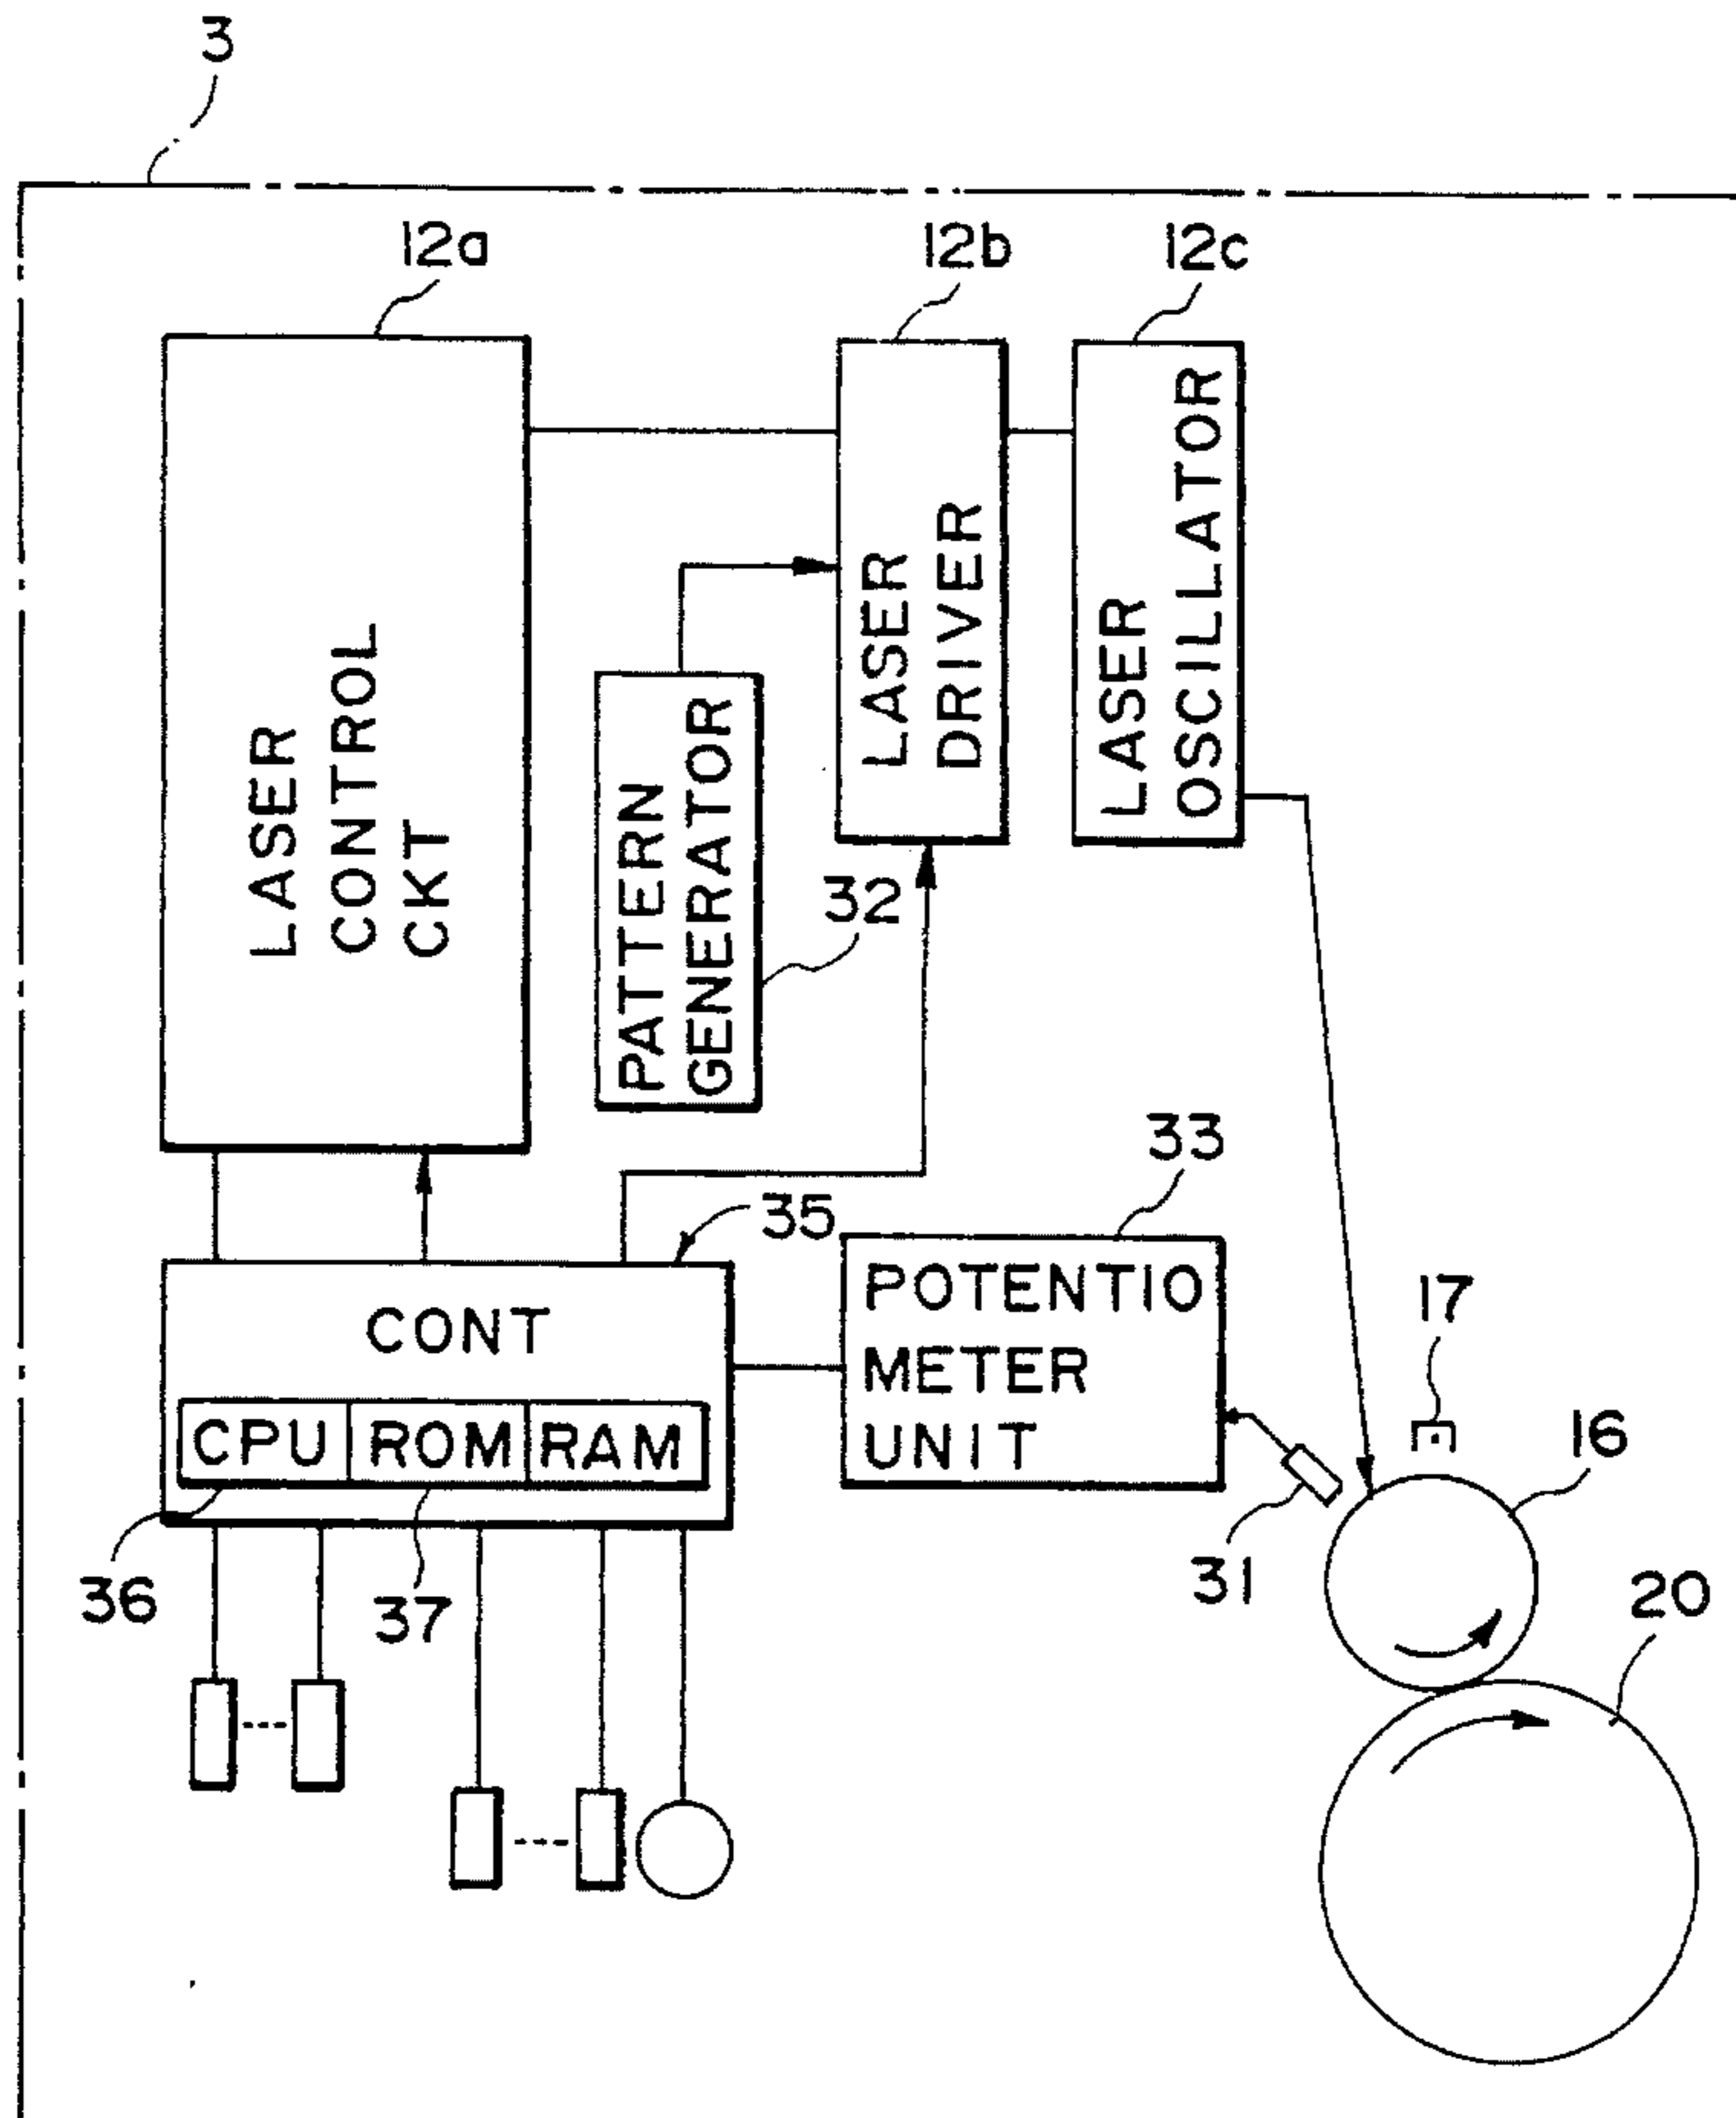 3
12a
12b
12c
LASER
CONTROL
CKT
PATTERN
GENERATOR
LASER
DRIVER
LASER
OSCILLATOR
32
33
35
CONT
CPU ROM RAM
POTENTIO
METER
UNIT
17
16
31
36
37
20